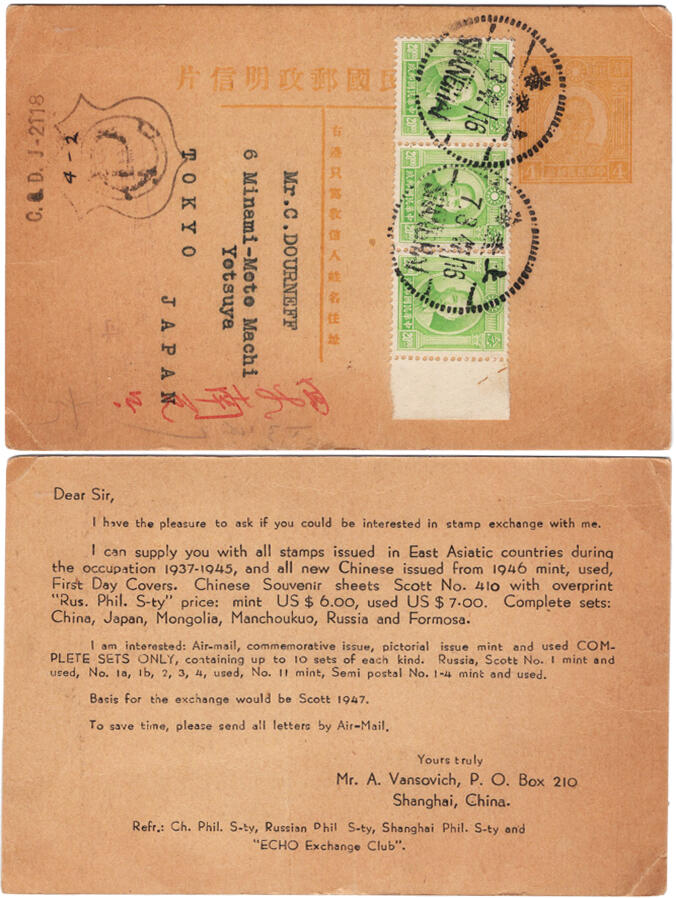 民國郵政明信片
右邊只寫收信人姓名住址
SHANGHAI
上海
SHANGHAI
4
C. & D. J-2118
4-2
Mr.C.DOURNEFF
6 Minami-Moto Machi
Yotsuya
TOKYO JAPAN
Dear Sir,
I have the pleasure to ask if you could be interested in stamp exchange with me.
I can supply you with all stamps issued in East Asiatic countries during
the occupation 1937-1945, and all new Chinese issued from 1946 mint, used,
First Day Covers. Chinese Souvenir sheets Scott No. 410 with overprint
"Rus. Phil. S-ty" price: mint US $ 6.00, used US $ 7.00. Complete sets:
China, Japan, Mongolia, Manchoukuo, Russia and Formosa.
I am interested: Air-mail, commemorative issue, pictorial issue mint and used COM-
PLETE SETS ONLY, containing up to 10 sets of each kind. Russia, Scott No. 1 mint and
used, No. 1a, 1b, 2, 3, 4, used, No. 11 mint, Semi postal No. 1-4 mint and used.
Basis for the exchange would be Scott 1947.
To save time, please send all letters by Air-Mail.
Yours truly
Mr. A. Vansovich, P. O. Box 210
Shanghai, China.
Refr.: Ch. Phil. S-ty, Russian Phil S-ty, Shanghai Phil. S-ty and
"ECHO Exchange Club".